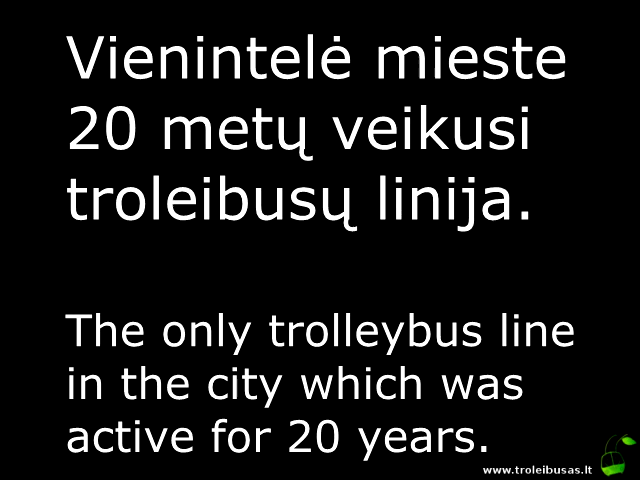 Vienintelė mieste
20 metų veikusi
troleibusų linija.
The only trolleybus line
in the city which was
active for 20 years.
www.troleibusas.lt